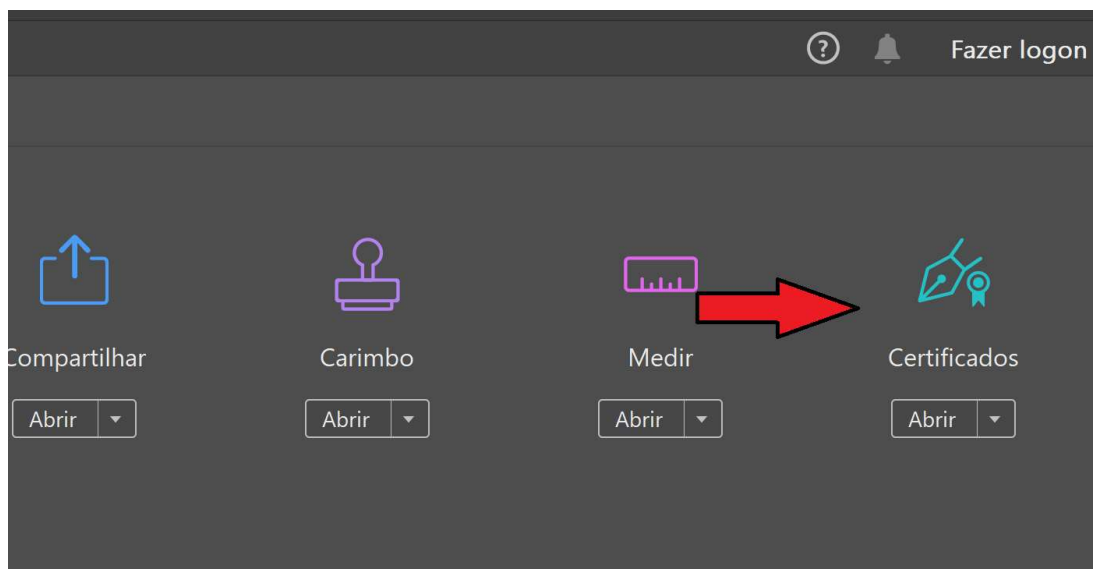 Fazer logon
Compartilhar
Carimbo
Medir
Certificados
Abrir
Abrir
Abrir
Abrir